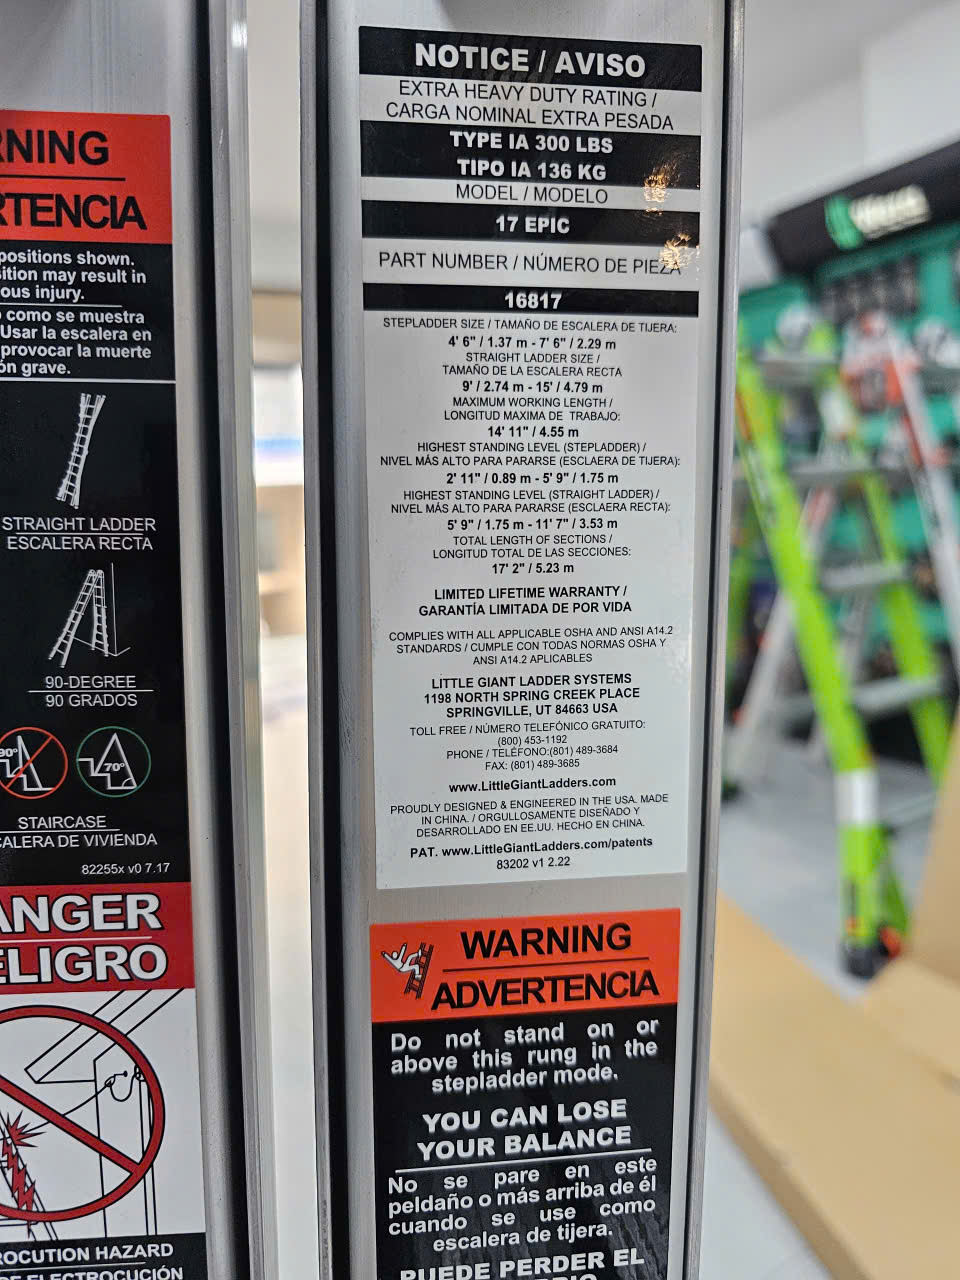 RNING
RTENCIA
positions shown.
ition may result in
ous injury.
como se muestra
Usar la escalera en
provocar la muerte
ón grave.
STRAIGHT LADDER
ESCALERA RECTA
90-DEGREE
90 GRADOS
90°
70°
STAIRCASE
CALERA DE VIVIENDA
82255x v0 7.17
ANGER
ELIGRO
ROCUTION HAZARD
DE ELECTROCUCIÓN
NOTICE / AVISO
EXTRA HEAVY DUTY RATING /
CARGA NOMINAL EXTRA PESADA
TYPE IA 300 LBS
TIPO IA 136 KG
MODEL / MODELO
17 EPIC
PART NUMBER / NÚMERO DE PIEZA
16817
STEPLADDER SIZE / TAMAÑO DE ESCALERA DE TIJERA:
4' 6" / 1.37 m - 7' 6" / 2.29 m
STRAIGHT LADDER SIZE /
TAMAÑO DE LA ESCALERA RECTA
9' / 2.74 m - 15' / 4.79 m
MAXIMUM WORKING LENGTH /
LONGITUD MAXIMA DE TRABAJO:
14' 11" / 4.55 m
HIGHEST STANDING LEVEL (STEPLADDER) /
NIVEL MÁS ALTO PARA PARARSE (ESCLAERA DE TIJERA):
2' 11" / 0.89 m - 5' 9" / 1.75 m
HIGHEST STANDING LEVEL (STRAIGHT LADDER) /
NIVEL MÁS ALTO PARA PARARSE (ESCLAERA RECTA):
5' 9" / 1.75 m - 11' 7" / 3.53 m
TOTAL LENGTH OF SECTIONS /
LONGITUD TOTAL DE LAS SECCIONES:
17' 2" / 5.23 m
LIMITED LIFETIME WARRANTY /
GARANTÍA LIMITADA DE POR VIDA
COMPLIES WITH ALL APPLICABLE OSHA AND ANSI A14.2
STANDARDS / CUMPLE CON TODAS NORMAS OSHA Y
ANSI A14.2 APLICABLES
LITTLE GIANT LADDER SYSTEMS
1198 NORTH SPRING CREEK PLACE
SPRINGVILLE, UT 84663 USA
TOLL FREE / NÚMERO TELEFÓNICO GRATUITO:
(800) 453-1192
PHONE / TELÉFONO:(801) 489-3684
FAX: (801) 489-3685
www.LittleGiantLadders.com
PROUDLY DESIGNED & ENGINEERED IN THE USA. MADE
IN CHINA. / ORGULLOSAMENTE DISEÑADO Y
DESARROLLADO EN EE.UU. HECHO EN CHINA.
PAT. www.LittleGiantLadders.com/patents
83202 v1 2.22
WARNING
ADVERTENCIA
Do not stand on or
above this rung in the
stepladder mode.
YOU CAN LOSE
YOUR BALANCE
No se pare en este
peldaño o más arriba de él
cuando se use como
escalera de tijera.
PUEDE PERDER EL